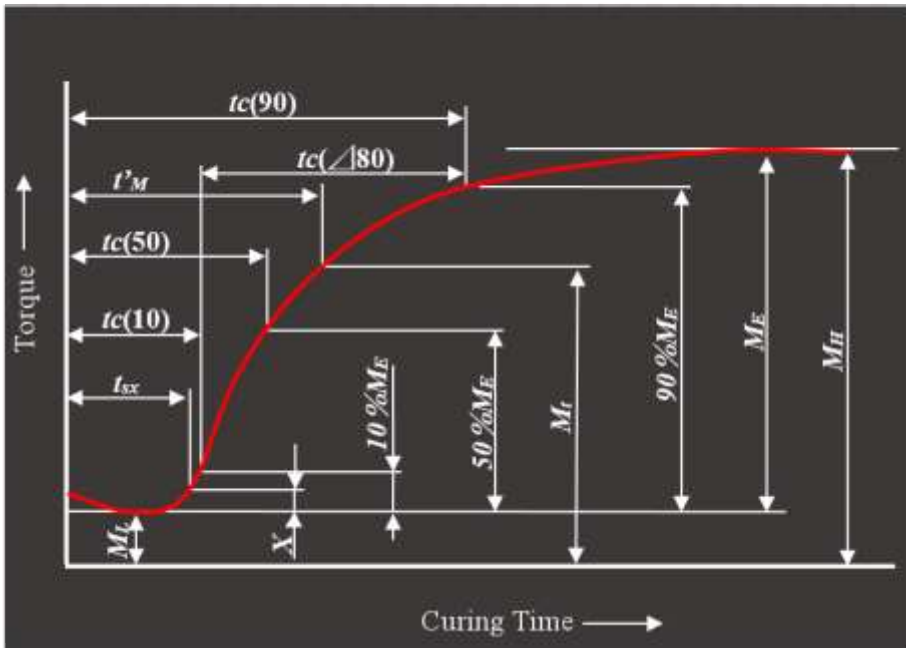 tc(90)
tc(⊿80)
t'M
tc(50)
tc(10)
tsx
Torque
ML
X
10%ME
50%ME
Mt
90%ME
ME
MH
Curing Time